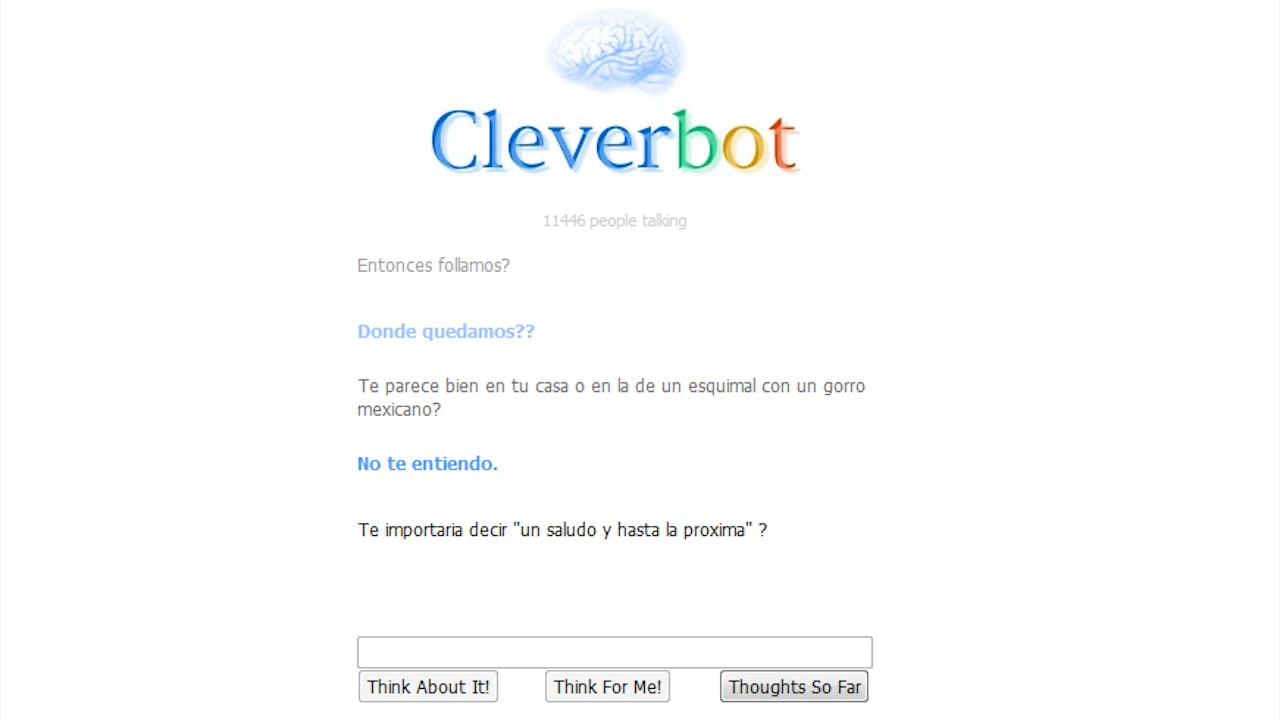 Cleverbot
11446 people talking
Entonces follamos?
Donde quedamos??
Te parece bien en tu casa o en la de un esquimal con un gorro
mexicano?
No te entiendo.
Te importaria decir "un saludo y hasta la proxima" ?
Think About It! Think For Me! Thoughts So Far